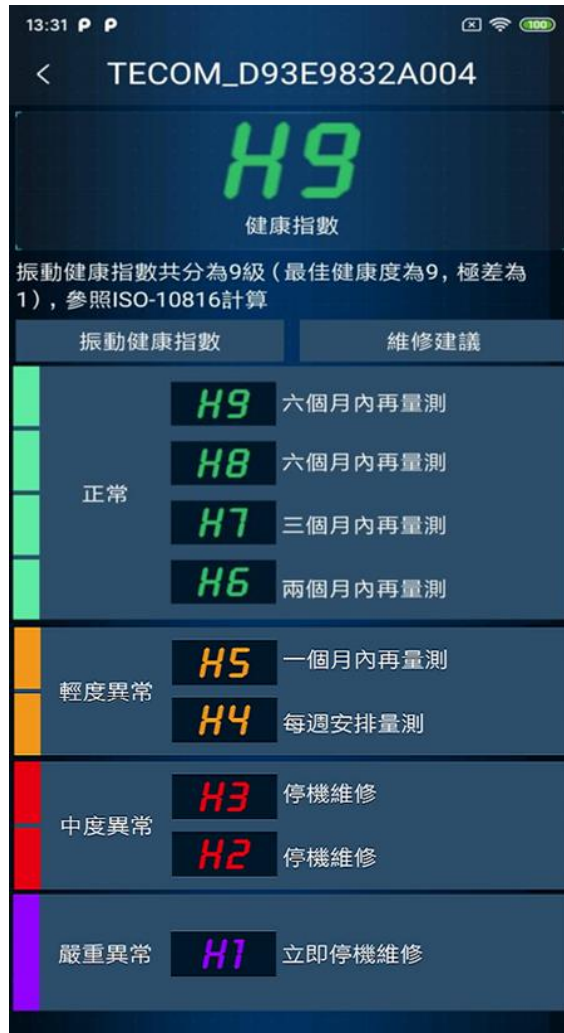 13:31 P P 100
< TECOM_D93E9832A004
H9
健康指數
振動健康指數共分為9級（最佳健康度為9，極差為
1），參照ISO-10816計算
振動健康指數 維修建議
H9 六個月內再量測
H8 六個月內再量測
正常
H7 三個月內再量測
H6 兩個月內再量測
H5 一個月內再量測
輕度異常
H4 每週安排量測
H3 停機維修
中度異常
H2 停機維修
嚴重異常 H1 立即停機維修